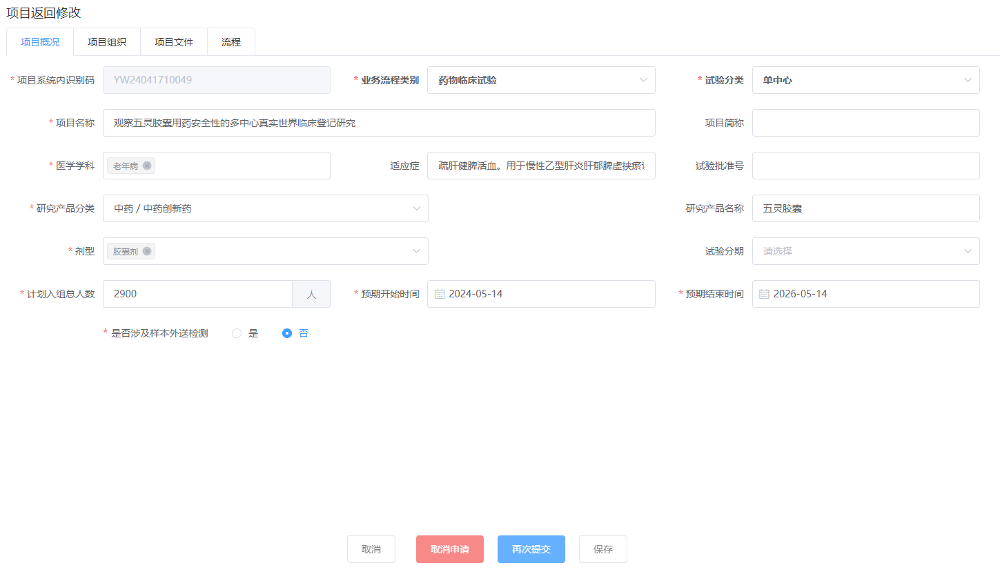 项目返回修改
项目概况 项目组织 项目文件 流程
* 项目系统内识别码 YW24041710049 * 业务流程类别 药物临床试验 * 试验分类 单中心
* 项目名称 观察五灵胶囊用药安全性的多中心真实世界临床登记研究 项目简称
* 医学学科 老年病 适应症 疏肝健脾活血。用于慢性乙型肝炎肝郁脾虚挟瘀 试验批准号
* 研究产品分类 中药 / 中药创新药 研究产品名称 五灵胶囊
* 剂型 胶囊剂 试验分期 请选择
* 计划入组总人数 2900 人 * 预期开始时间 2024-05-14 * 预期结束时间 2026-05-14
* 是否涉及样本外送检测 是 否
取消 取消申请 再次提交 保存